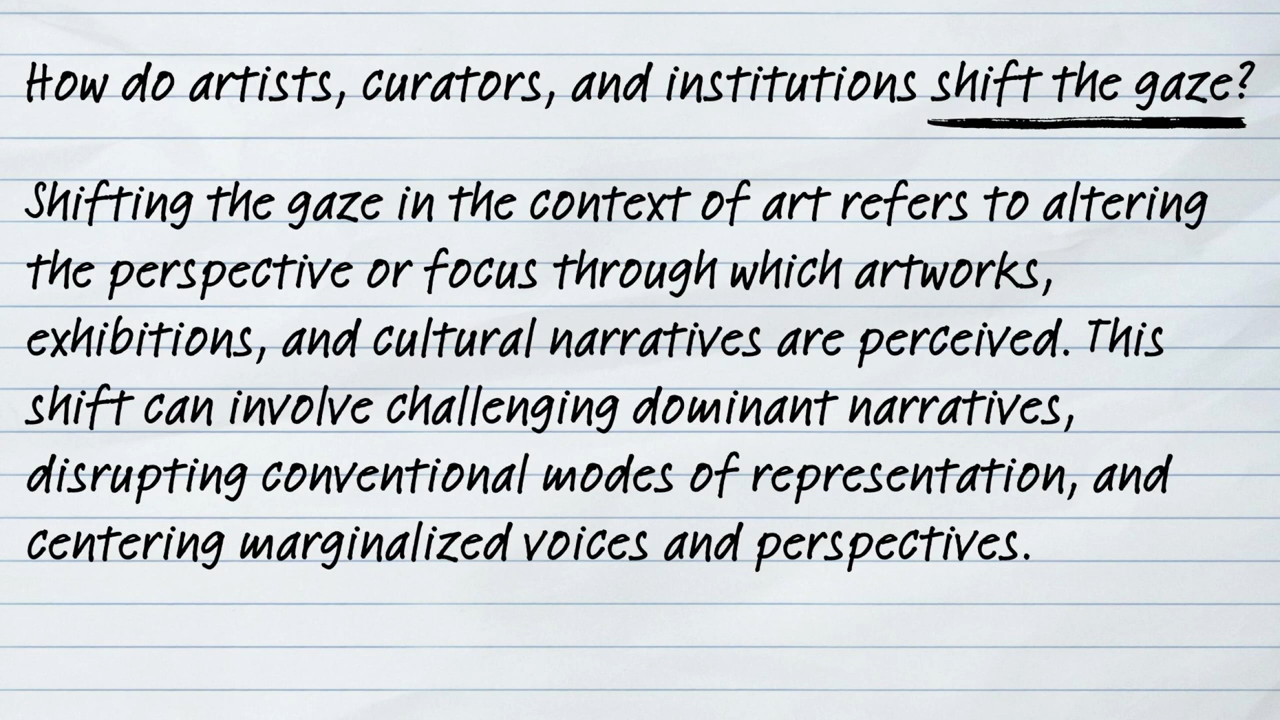 How do artists, curators, and institutions shift the gaze?
Shifting the gaze in the context of art refers to altering
the perspective or focus through which artworks,
exhibitions, and cultural narratives are perceived. This
shift can involve challenging dominant narratives,
disrupting conventional modes of representation, and
centering marginalized voices and perspectives.